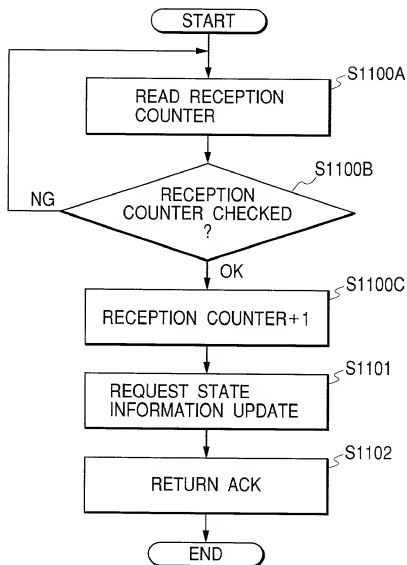 START
S1100A
READ RECEPTION
COUNTER
S1100B
RECEPTION
COUNTER CHECKED
?
NG
OK
S1100C
RECEPTION COUNTER+1
S1101
REQUEST STATE
INFORMATION UPDATE
S1102
RETURN ACK
END